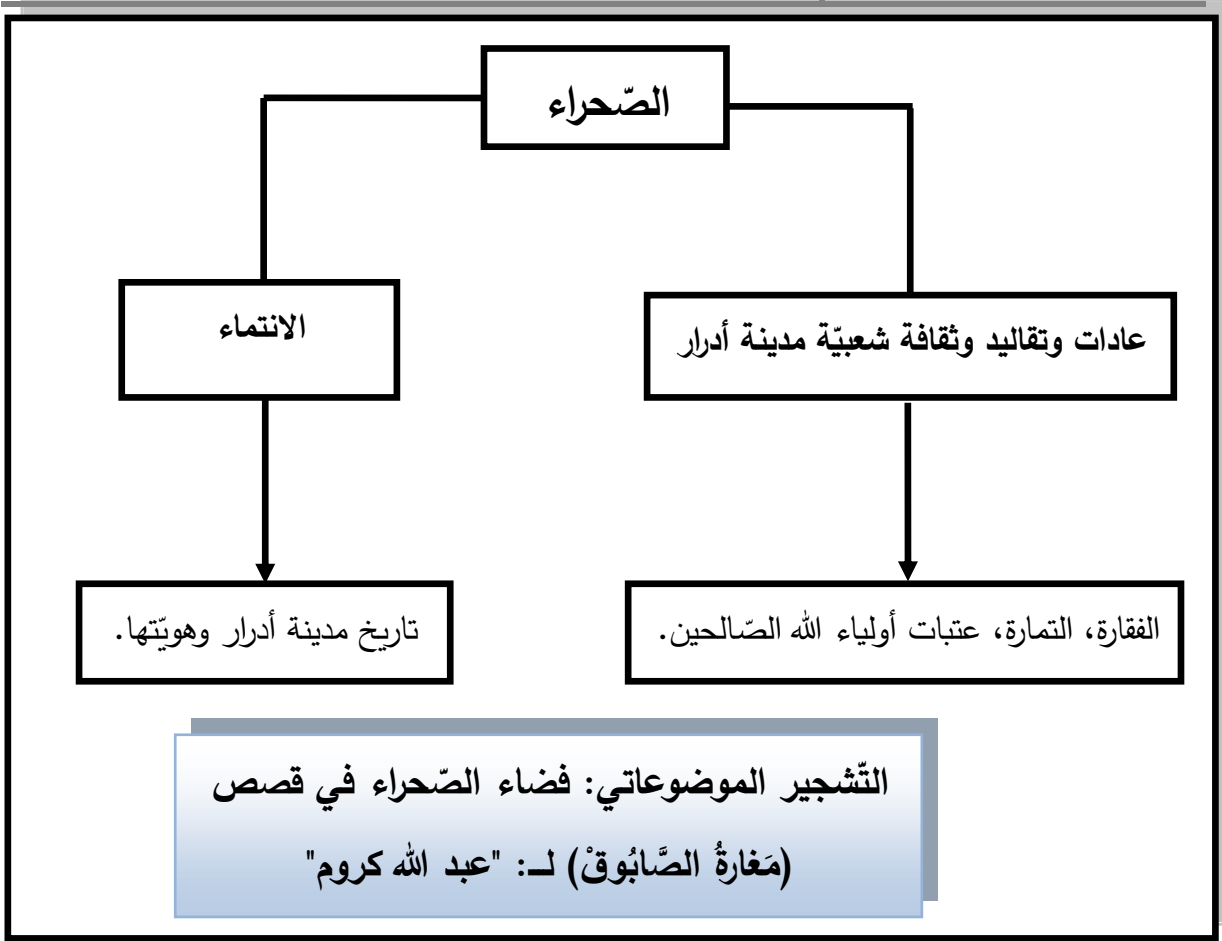 الصّحراء
عادات وتقاليد وثقافة شعبيّة مدينة أدرار
الانتماء
الفقارة، التمارة، عتبات أولياء الله الصّالحين.
تاريخ مدينة أدرار وهويّتها.
التّشجير الموضوعاتي: فضاء الصّحراء في قصص
(مَغارةُ الصَّابُوقْ) لــ: "عبد الله كروم"